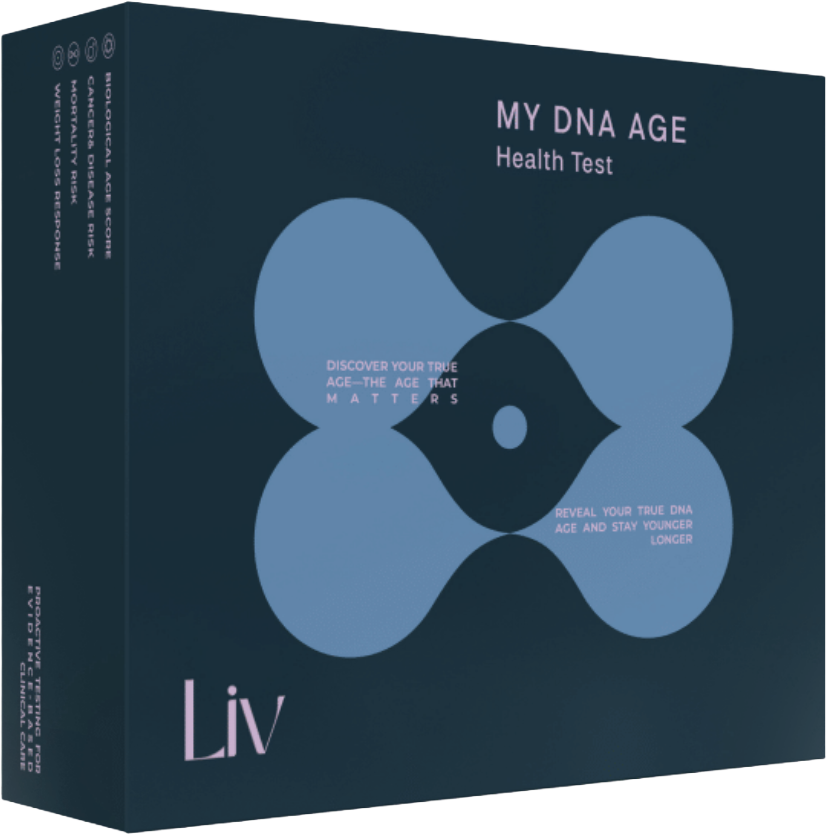 MY DNA AGE
Health Test
DISCOVER YOUR TRUE
AGE—THE AGE THAT
MATTERS
REVEAL YOUR TRUE DNA
AGE AND STAY YOUNGER
LONGER
Liv
BIOLOGICAL AGE SCORE
CANCER& DISEASE RISK
MORTALITY RISK
WEIGHT LOSS RESPONSE
PROACTIVE TESTING FOR
EVIDENCE-BASED
CLINICAL CARE